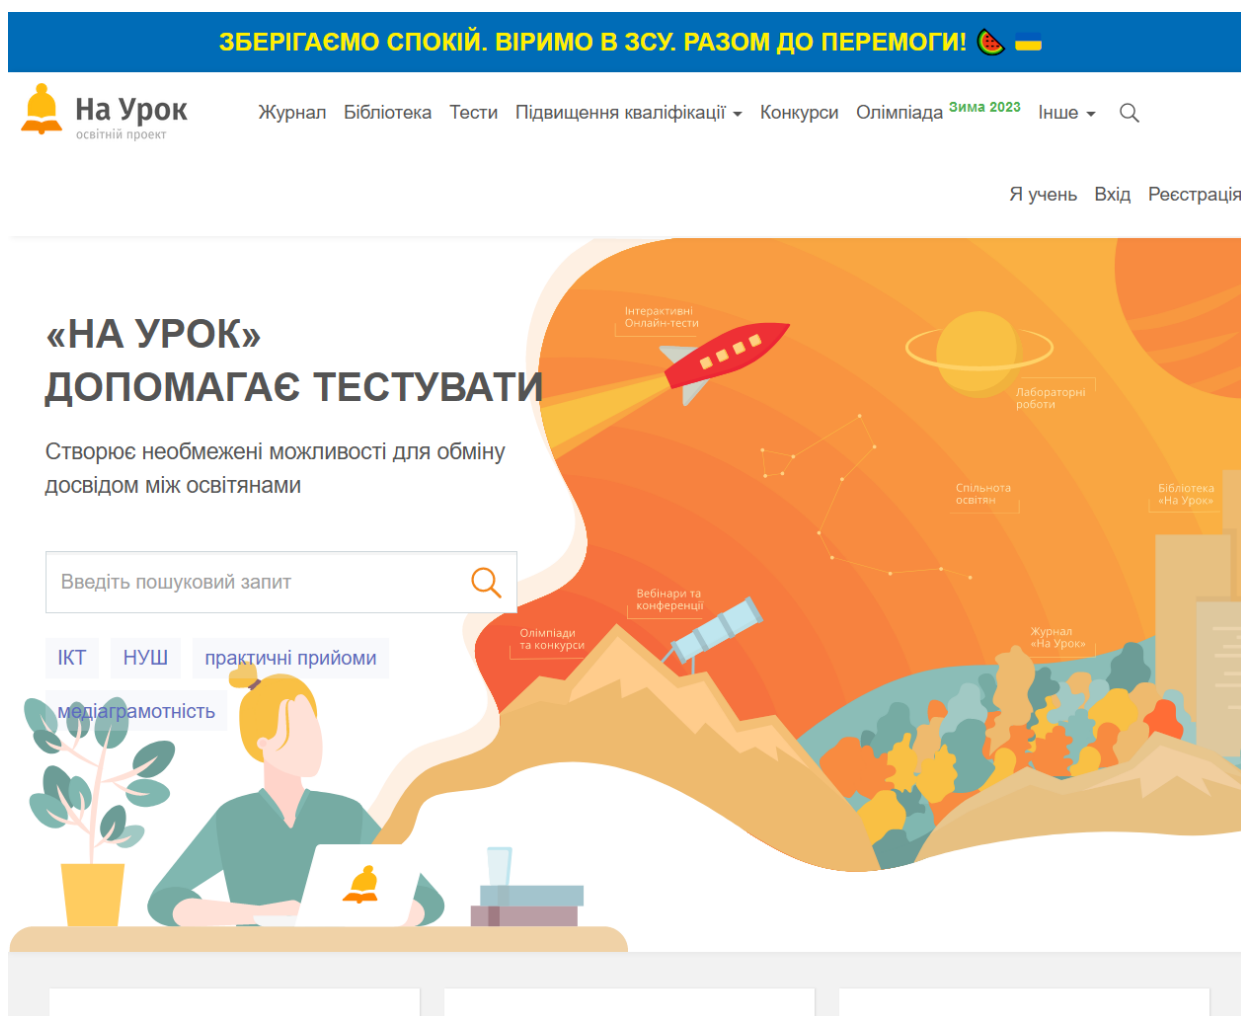 ЗБЕРІГАЄМО СПОКІЙ. ВІРИМО В ЗСУ. РАЗОМ ДО ПЕРЕМОГИ!
На Урок
освітній проект
Журнал Бібліотека Тести Підвищення кваліфікації Конкурси Олімпіада Зима 2023 Інше
Я учень Вхід Реєстрація
«НА УРОК»
ДОПОМАГАЄ ТЕСТУВАТИ
Створює необмежені можливості для обміну
досвідом між освітянами
Введіть пошуковий запит
ІКТ НУШ практичні прийоми
медіаграмотність
Інтерактивні
Онлайн-тести
Лабораторні
роботи
Спільнота
освітян
Бібліотека
«На Урок»
Вебінари та
конференції
Олімпіади
та конкурси
Журнал
«На Урок»